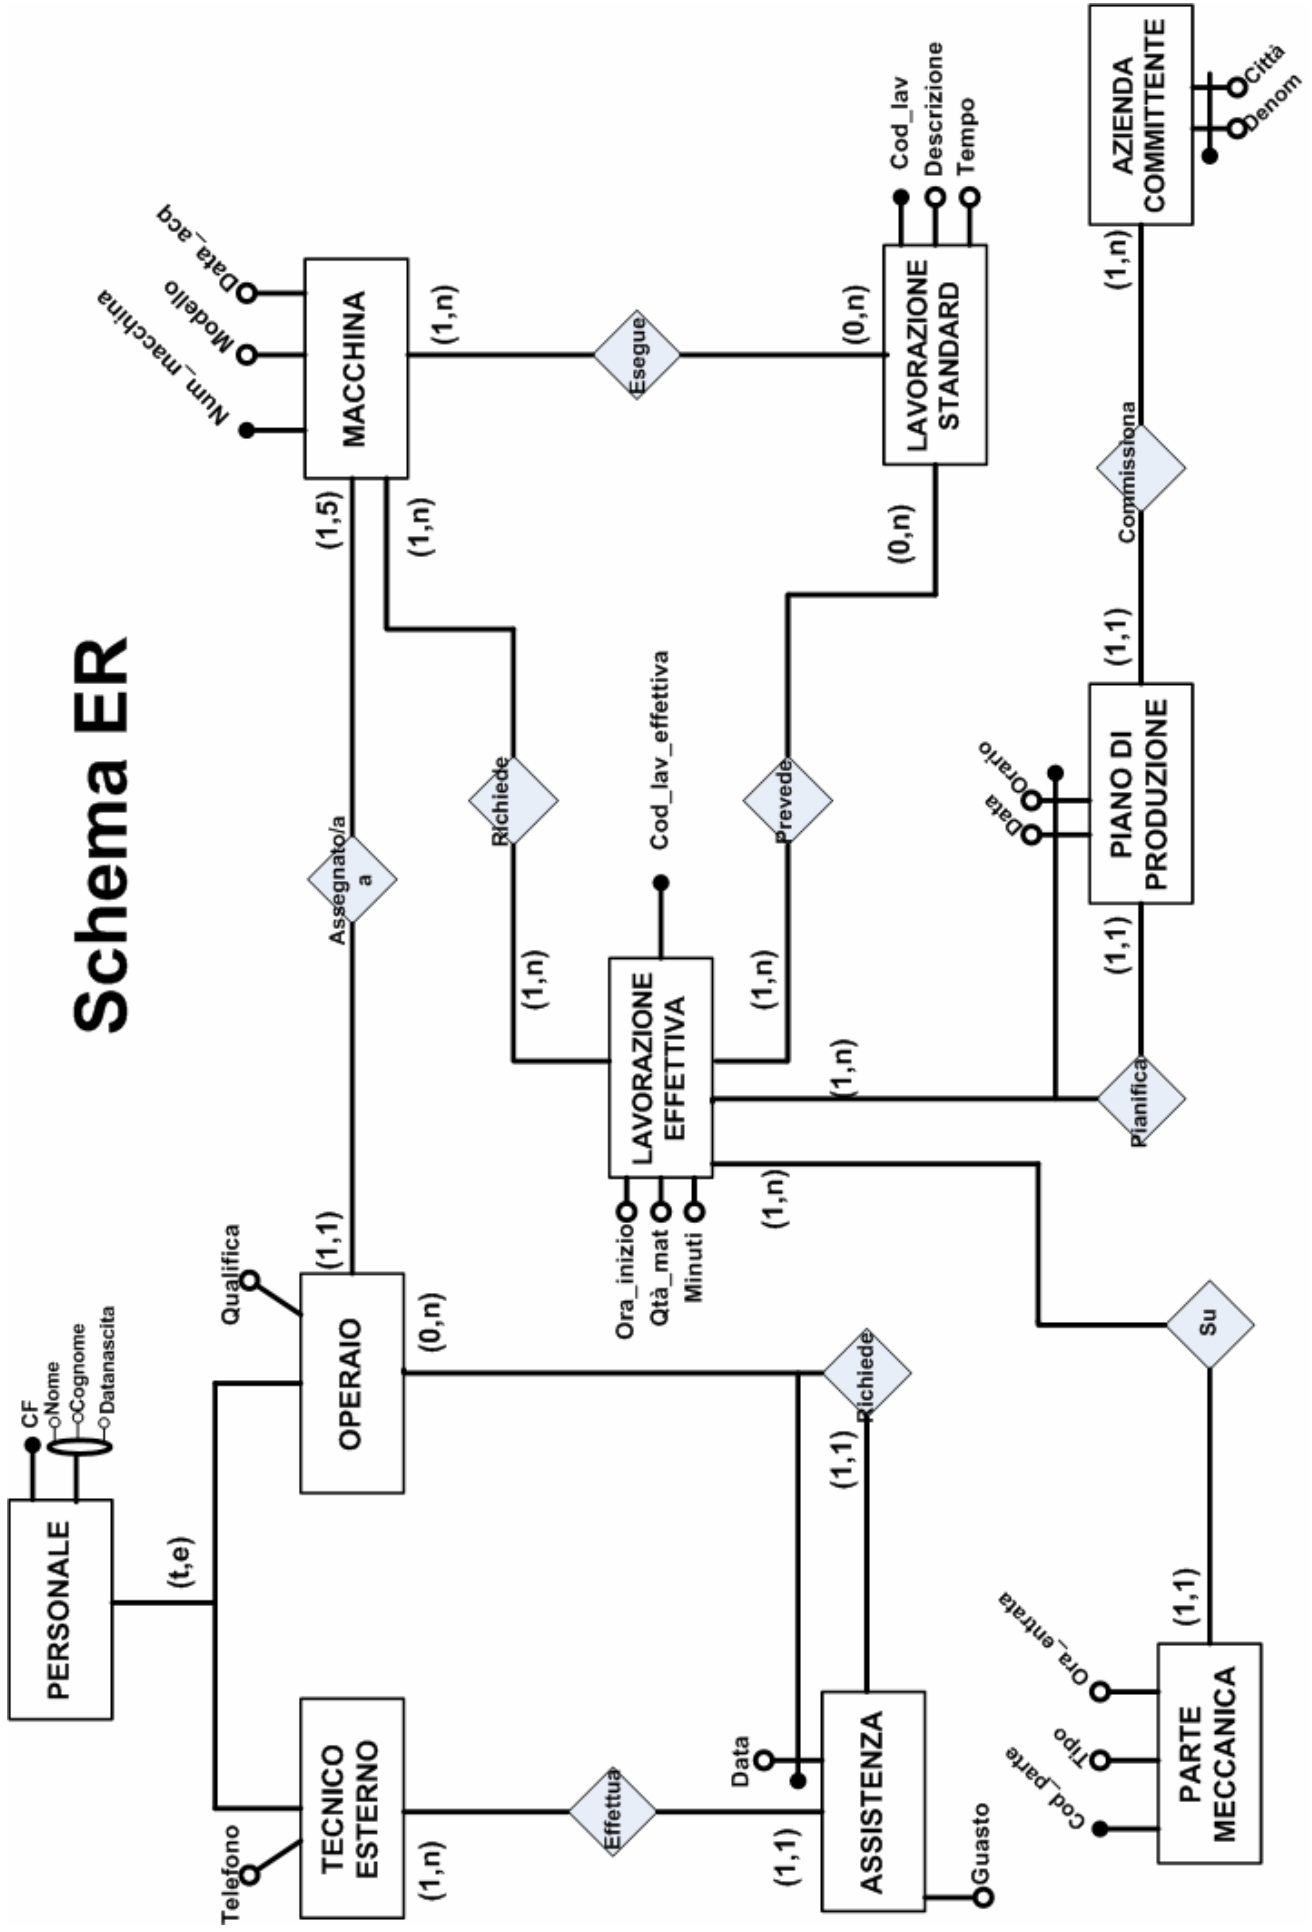 Schema ER
PERSONALE
CF
Nome
Cognome
Datanascita
(t,e)
TECNICO
ESTERNO
Telefono
(1,n)
OPERAIO
Qualifica
(1,1)
(0,n)
Assegnato/a
a
(1,5)
(1,n)
MACCHINA
Num_macchina
Modello
Data_acq
(1,n)
Effettua
(1,1)
Richiede
(1,n)
Esegue
LAVORAZIONE
EFFETTIVA
Ora_inizio
Qtà_mat
Minuti
Cod_lav_effettiva
(1,n)
(1,n)
(1,n)
Prevede
(0,n)
(0,n)
LAVORAZIONE
STANDARD
Cod_lav
Descrizione
Tempo
ASSISTENZA
Data
Guasto
(1,1)
Richiede
Pianifica
(1,1)
PIANO DI
PRODUZIONE
Data
Orario
(1,1)
Commissiona
(1,n)
AZIENDA
COMMITTENTE
Denom
Città
PARTE
MECCANICA
Cod_parte
Tipo
Ora_entrata
(1,1)
Su